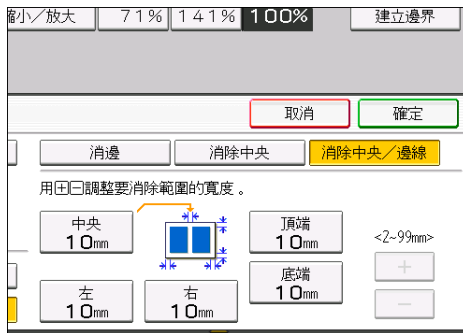 縮小／放大 71% 141% 100% 建立邊界
取消 確定
消邊 消除中央 消除中央／邊線
用⊞⊟調整要消除範圍的寬度。
中央 頂端
10mm 10mm <2~99mm>
底端 +
左 右 10mm
10mm 10mm −